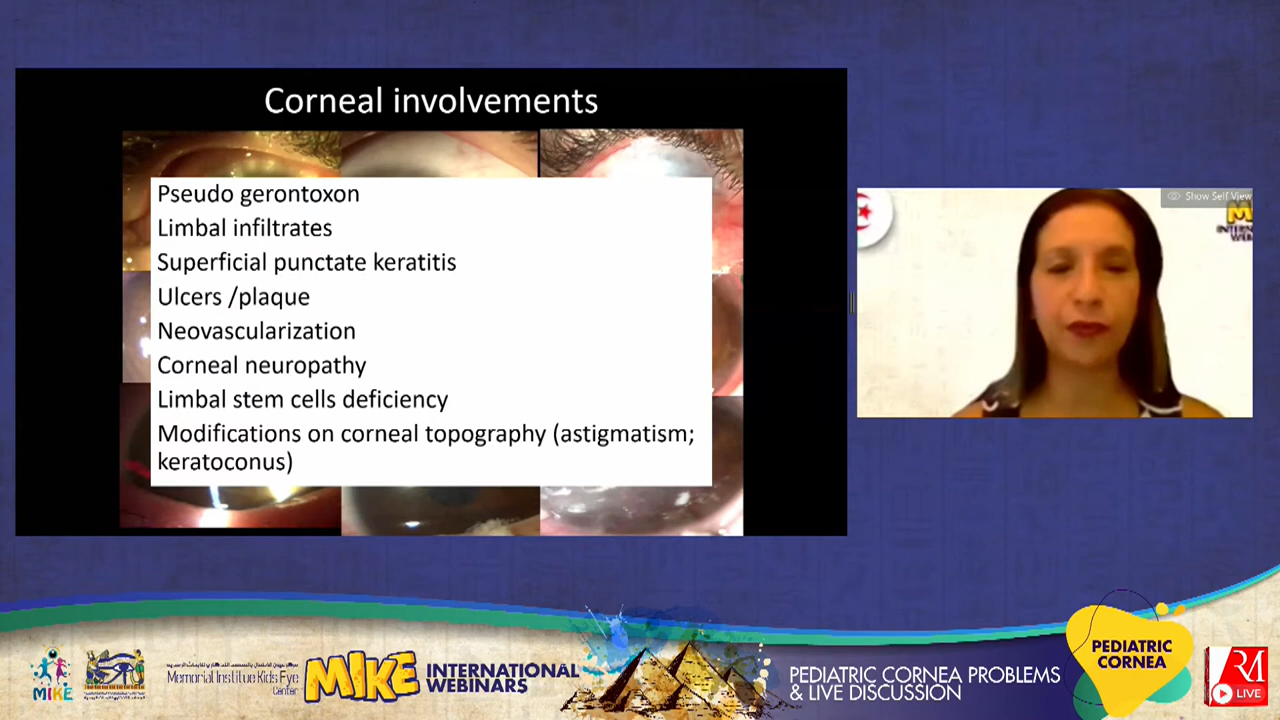 Corneal involvements
Pseudo gerontoxon
Limbal infiltrates
Superficial punctate keratitis
Ulcers /plaque
Neovascularization
Corneal neuropathy
Limbal stem cells deficiency
Modifications on corneal topography (astigmatism;
keratoconus)
Show Self View
MIKE
Memorial Institiue Kids Eye
Center
MIKE
INTERNATIONAL
WEBINARS
PEDIATRIC CORNEA PROBLEMS
& LIVE DISCUSSION
PEDIATRIC
CORNEA
RM
LIVE